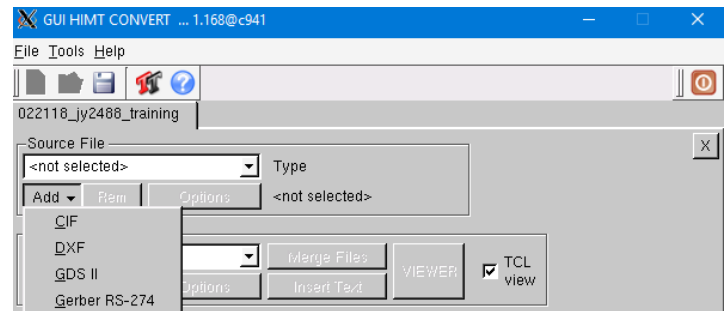 GUI HIMT CONVERT ... 1.168@c941
File Tools Help
022118_jy2488_training
Source File
X
<not selected> Type
Add Rem Options <not selected>
CIF
DXF
Merge Files
VIEWER
TCL view
GDS II
Options Insert Text
Gerber RS-274